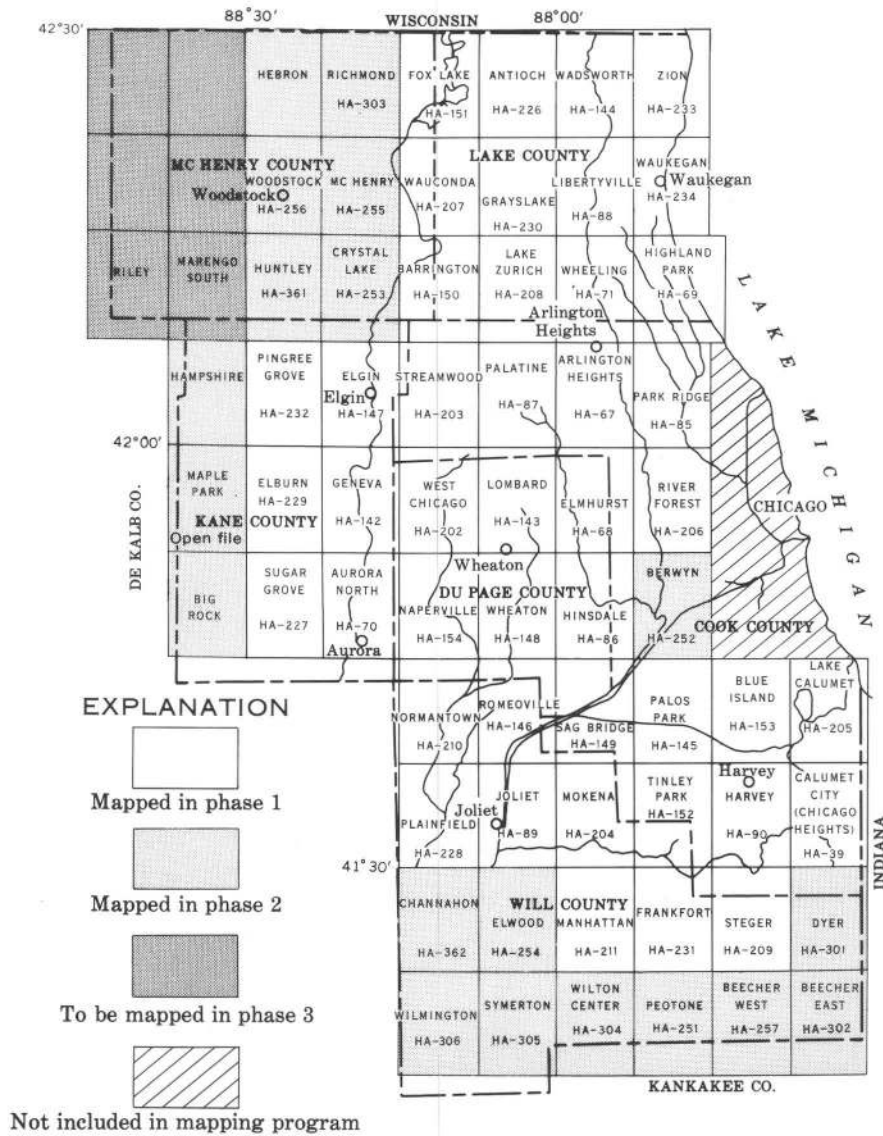 88°30' WISCONSIN 88°00'
42°30'
HEBRON RICHMOND FOX LAKE ANTIOCH WADSWORTH ZION
HA-303 HA-151 HA-226 HA-144 HA-233
MC HENRY COUNTY LAKE COUNTY
WOODSTOCK MC HENRY WAUCONDA GRAYSLAKE LIBERTYVILLE WAUKEGAN
Woodstock Waukegan
HA-256 HA-255 HA-207 HA-230 HA-88 HA-234
RILEY MARENGO SOUTH HUNTLEY CRYSTAL LAKE BARRINGTON LAKE ZURICH WHEELING HIGHLAND PARK
HA-361 HA-253 HA-150 HA-208 HA-71 HA-69
Arlington Heights
LAKE MICHIGAN
HAMPSHIRE PINGREE GROVE ELGIN STREAMWOOD PALATINE ARLINGTON HEIGHTS PARK RIDGE
Elgin
HA-232 HA-147 HA-203 HA-87 HA-67 HA-85
42°00'
MAPLE PARK ELBURN GENEVA WEST CHICAGO LOMBARD ELMHURST RIVER FOREST CHICAGO
HA-229 HA-142 HA-202 HA-143 HA-68 HA-206
KANE COUNTY
Open file
DE KALB CO.
Wheaton
DU PAGE COUNTY
BIG ROCK SUGAR GROVE AURORA NORTH NAPERVILLE WHEATON HINSDALE BERWYN
HA-227 HA-70 HA-154 HA-148 HA-86 HA-252
Aurora
COOK COUNTY
NORMANTOWN ROMEOVILLE SAG BRIDGE PALOS PARK BLUE ISLAND LAKE CALUMET
HA-210 HA-146 HA-149 HA-145 HA-153 HA-205
Joliet Harvey
PLAINFIELD JOLIET MOKENA TINLEY PARK HARVEY CALUMET CITY (CHICAGO HEIGHTS)
HA-228 HA-89 HA-204 HA-152 HA-90 HA-39
INDIANA
41°30'
WILL COUNTY
CHANNAHON ELWOOD MANHATTAN FRANKFORT STEGER DYER
HA-362 HA-254 HA-211 HA-231 HA-209 HA-301
WILMINGTON SYMERTON WILTON CENTER PEOTONE BEECHER WEST BEECHER EAST
HA-306 HA-305 HA-304 HA-251 HA-257 HA-302
KANKAKEE CO.
EXPLANATION
Mapped in phase 1
Mapped in phase 2
To be mapped in phase 3
Not included in mapping program